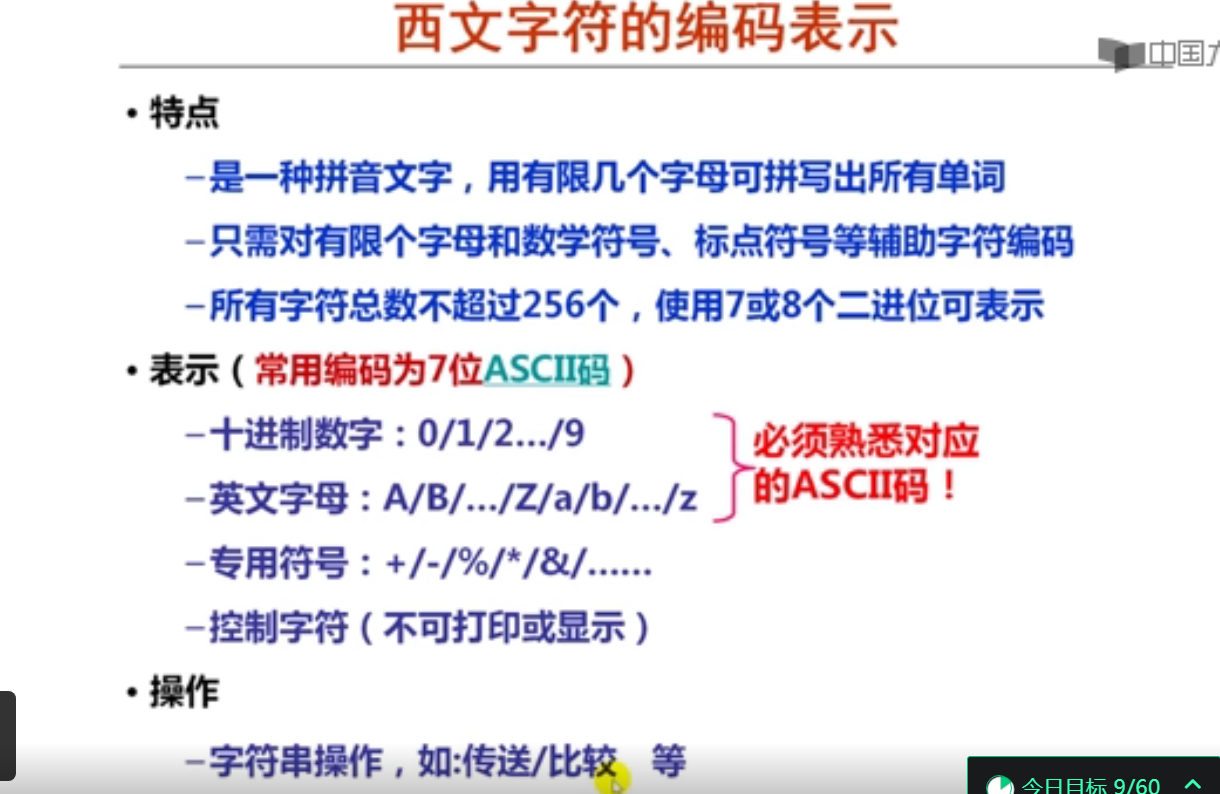 西文字符的编码表示
中国
• 特点
–是一种拼音文字，用有限几个字母可拼写出所有单词
–只需对有限个字母和数学符号、标点符号等辅助字符编码
–所有字符总数不超过256个，使用7或8个二进位可表示
• 表示（常用编码为7位ASCII码）
–十进制数字：0/1/2.../9
–英文字母：A/B/.../Z/a/b/.../z
必须熟悉对应
的ASCII码！
–专用符号：+/-/%/*/&/......
–控制字符（不可打印或显示）
• 操作
–字符串操作，如:传送/比较 等
今日目标 9/60